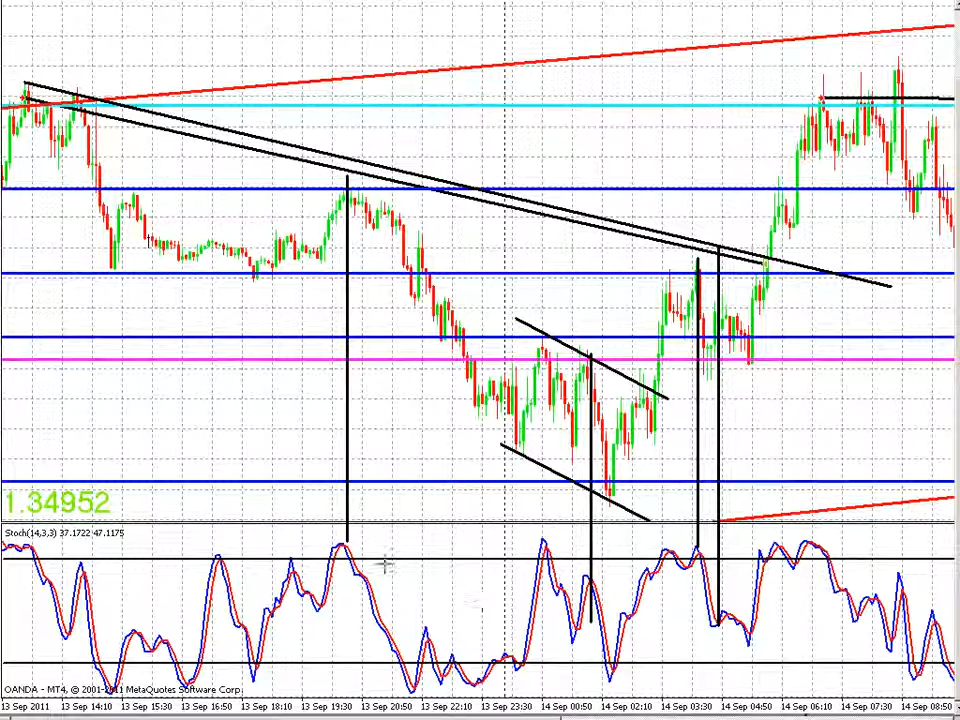 1.34952
Stoch(14,3,3) 37.1722 47.1175
OANDA - MT4, © 2001-2011 MetaQuotes Software Corp.
13 Sep 2011 13 Sep 14:10 13 Sep 15:30 13 Sep 16:50 13 Sep 18:10 13 Sep 19:30 13 Sep 20:50 13 Sep 22:10 13 Sep 23:30 14 Sep 00:50 14 Sep 02:10 14 Sep 03:30 14 Sep 04:50 14 Sep 06:10 14 Sep 07:30 14 Sep 08:50